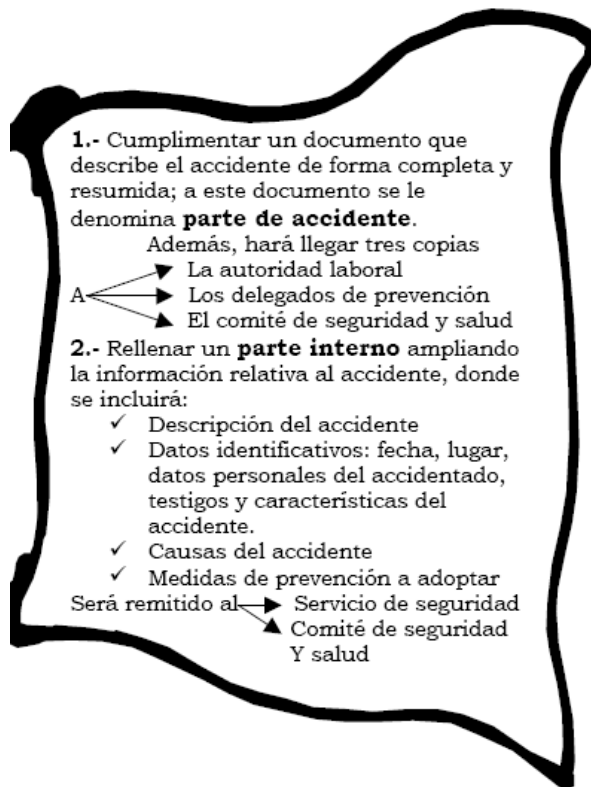 1.- Cumplimentar un documento que
describe el accidente de forma completa y
resumida; a este documento se le
denomina parte de accidente.
Además, hará llegar tres copias
La autoridad laboral
A Los delegados de prevención
El comité de seguridad y salud
2.- Rellenar un parte interno ampliando
la información relativa al accidente, donde
se incluirá:
✓ Descripción del accidente
✓ Datos identificativos: fecha, lugar,
datos personales del accidentado,
testigos y características del
accidente.
✓ Causas del accidente
✓ Medidas de prevención a adoptar
Será remitido al Servicio de seguridad
Comité de seguridad
Y salud